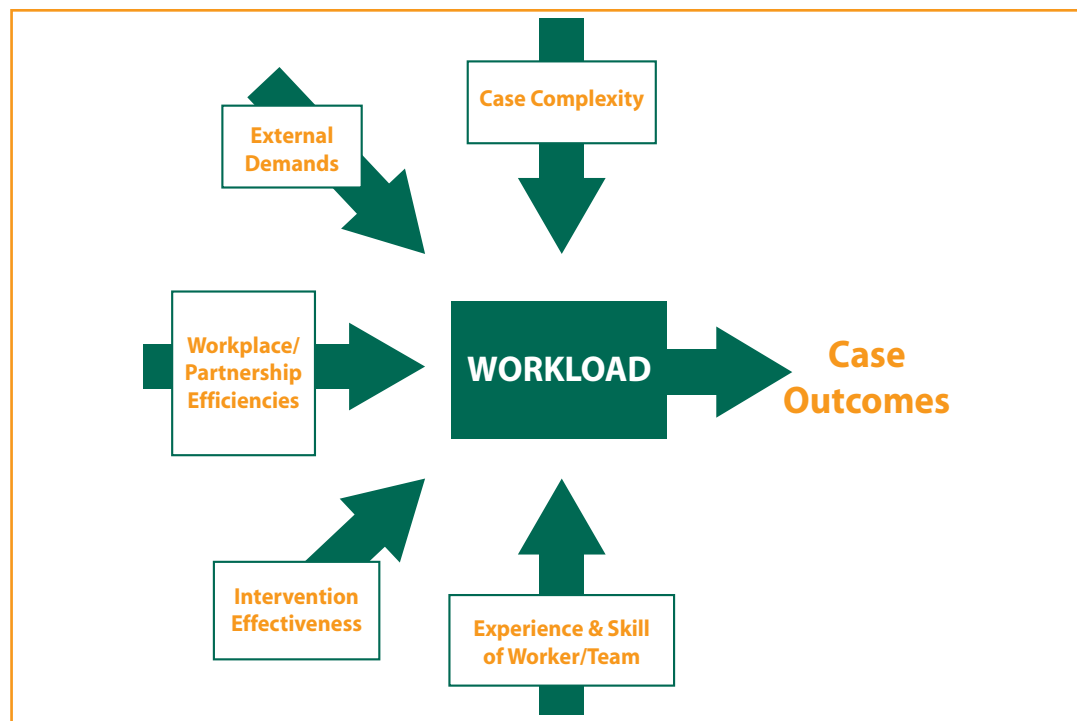 Case Complexity
External
Demands
Workplace/
Partnership
Efficiencies
WORKLOAD
Case
Outcomes
Intervention
Effectiveness
Experience & Skill
of Worker/Team